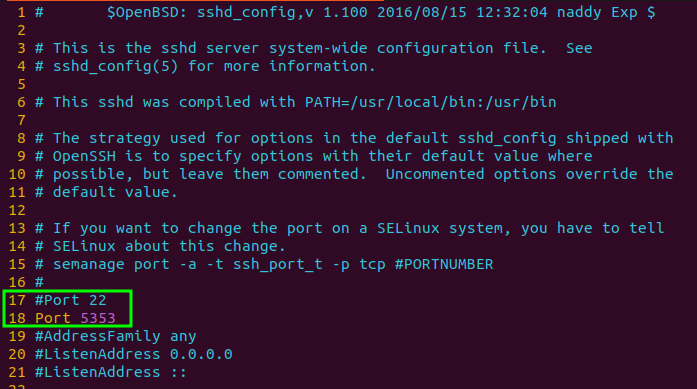 1 #       $OpenBSD: sshd_config,v 1.100 2016/08/15 12:32:04 naddy Exp $
2
3 # This is the sshd server system-wide configuration file.  See
4 # sshd_config(5) for more information.
5
6 # This sshd was compiled with PATH=/usr/local/bin:/usr/bin
7
8 # The strategy used for options in the default sshd_config shipped with
9 # OpenSSH is to specify options with their default value where
10 # possible, but leave them commented.  Uncommented options override the
11 # default value.
12
13 # If you want to change the port on a SELinux system, you have to tell
14 # SELinux about this change.
15 # semanage port -a -t ssh_port_t -p tcp #PORTNUMBER
16 #
17 #Port 22
18 Port 5353
19 #AddressFamily any
20 #ListenAddress 0.0.0.0
21 #ListenAddress ::